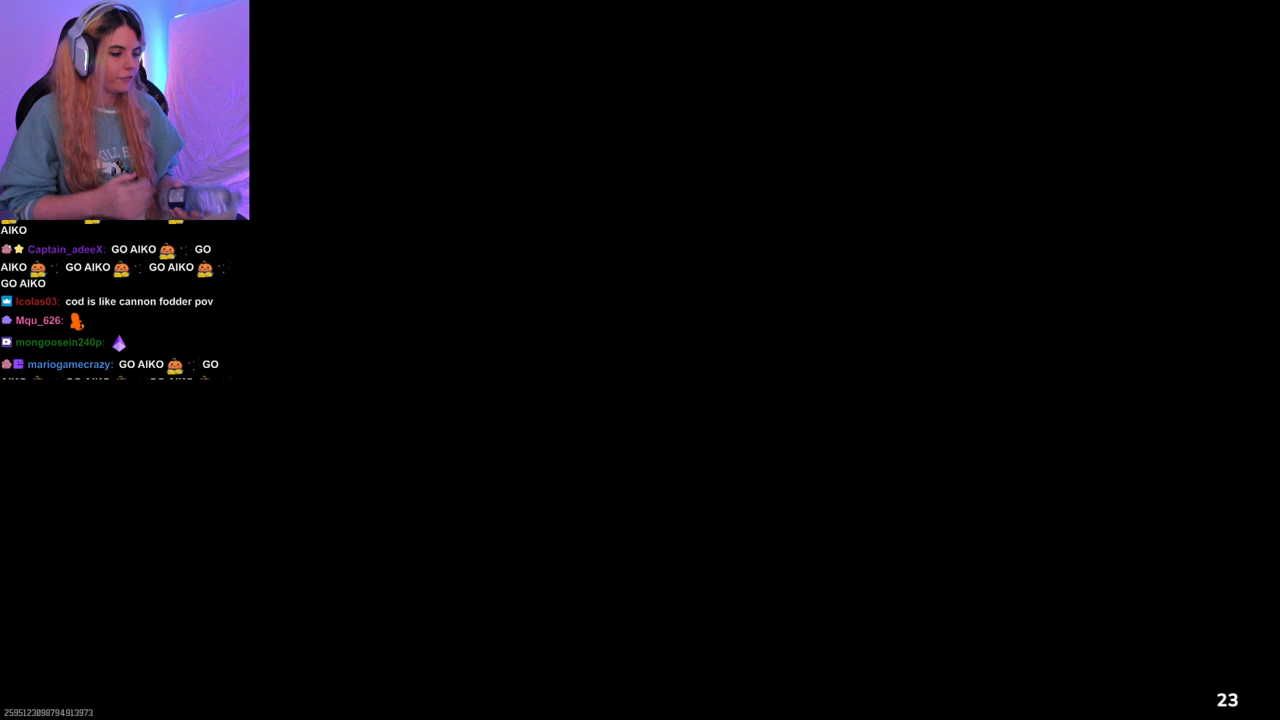 AIKO
Captain_adeeX: GO AIKO GO
AIKO GO AIKO GO AIKO
GO AIKO
lcolas03: cod is like cannon fodder pov
Mqu_626:
mongoosein240p:
mariogamecrazy: GO AIKO GO
23
2595123098794913973